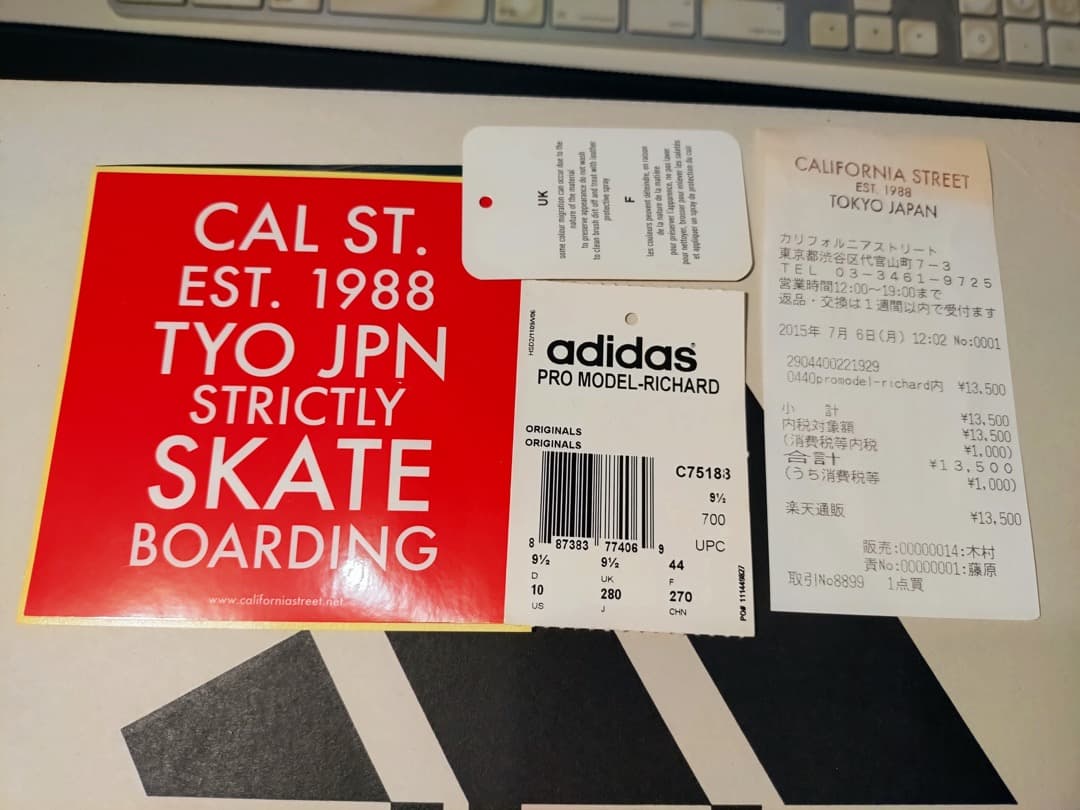 CAL ST.
EST. 1988
TYO JPN
STRICTLY
SKATE
BOARDING
www.californiastreet.net
UK
some colour migration can occur due to the
nature of the material
to preserve appearance do not wash
to clean brush dirt off and treat with leather
protective spray
F
les couleurs peuvent déteindre, en raison
de la nature de la matière
pour préserver l'apparence, ne pas laver
pour nettoyer, brosser pour enlever les saletés
et appliquer un spray de protection du cuir
adidas
PRO MODEL-RICHARD
ORIGINALS
ORIGINALS
C75183
9½
700
UPC
8 87383 77406 9
9½ 9½ 44
D UK F
10 280 270
US J CHN
PO# 111449827
CALIFORNIA STREET
EST. 1988
TOKYO JAPAN
カリフォルニアストリート
東京都渋谷区代官山町7-3
TEL 03-3461-9725
営業時間12:00～19:00まで
返品・交換は1週間以内で受付ます
2015年 7月 6日(月) 12:02 No:0001
2904400221929
0440promodel-richard内 ¥13,500
小 計 ¥13,500
内税対象額 ¥13,500
(消費税等内税 ¥1,000)
合計 ¥13,500
(うち消費税等 ¥1,000)
楽天通販 ¥13,500
販売:00000014:木村
責No:00000001:藤原
取引No8899 1点買